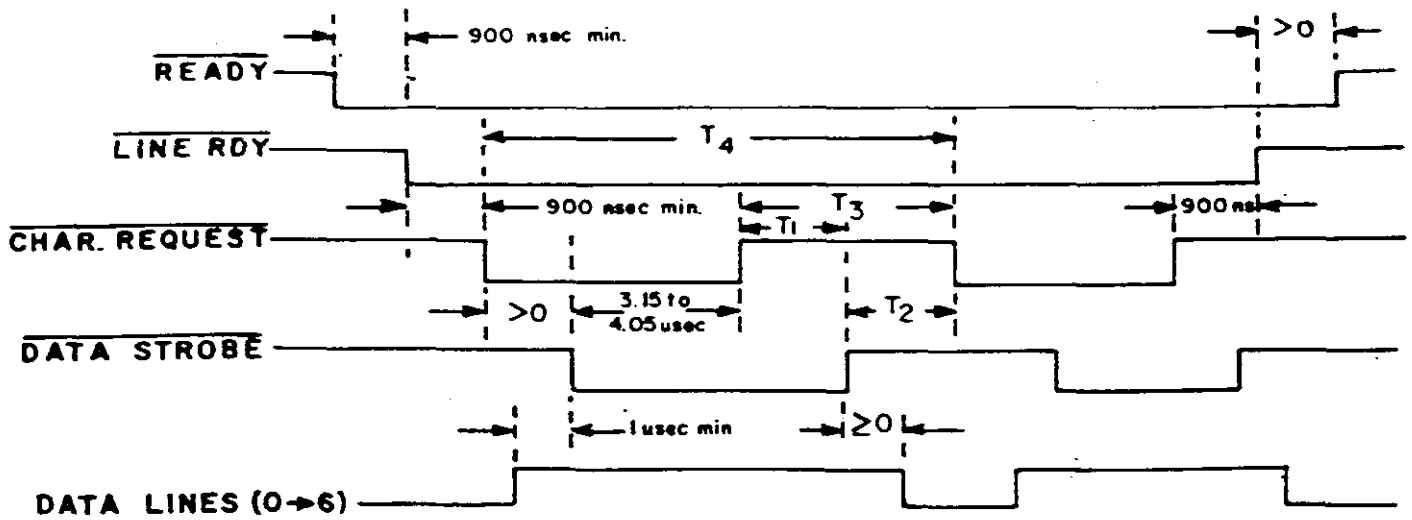 900 nsec min.
>0
READY
T4
LINE RDY
900 nsec min.
T3
900 ns
T1
CHAR. REQUEST
>0
3.15 to
4.05 usec
T2
DATA STROBE
1 usec min
≥0
DATA LINES (0→6)